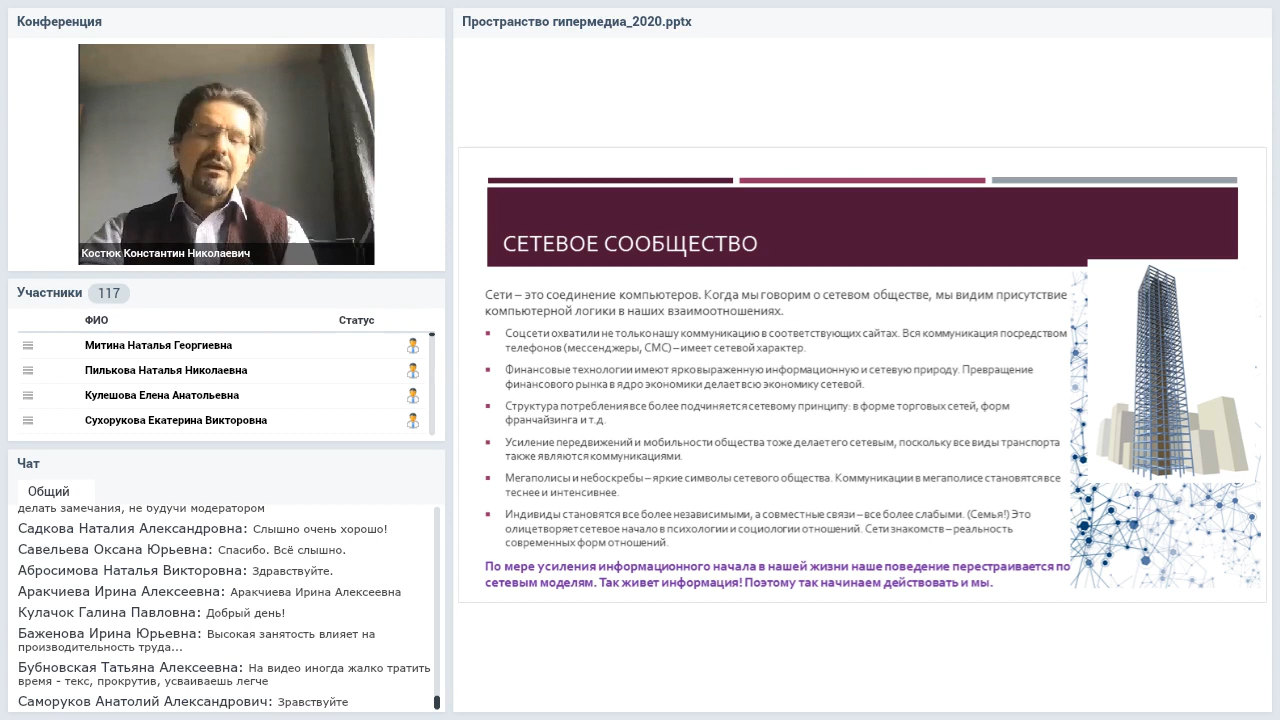 Конференция
Костюк Константин Николаевич
Участники 117
ФИО Статус
Митина Наталья Георгиевна
Пилькова Наталья Николаевна
Кулешова Елена Анатольевна
Сухорукова Екатерина Викторовна
Чат
Общий
делать замечания, не будучи модератором
Садкова Наталия Александровна: Слышно очень хорошо!
Савельева Оксана Юрьевна: Спасибо. Всё слышно.
Абросимова Наталья Викторовна: Здравствуйте.
Аракчиева Ирина Алексеевна: Аракчиева Ирина Алексеевна
Кулачок Галина Павловна: Добрый день!
Баженова Ирина Юрьевна: Высокая занятость влияет на
производительность труда...
Бубновская Татьяна Алексеевна: На видео иногда жалко тратить
время - текс, прокрутив, усваиваешь легче
Саморуков Анатолий Александрович: Зравствуйте
Пространство гипермедиа_2020.pptx
СЕТЕВОЕ СООБЩЕСТВО
Сети – это соединение компьютеров. Когда мы говорим о сетевом обществе, мы видим присутствие
компьютерной логики в наших взаимоотношениях.
Соцсети охватили не только нашу коммуникацию в соответствующих сайтах. Вся коммуникация посредством
телефонов (мессенджеры, СМС) – имеет сетевой характер.
Финансовые технологии имеют ярко выраженную информационную и сетевую природу. Превращение
финансового рынка в ядро экономики делает всю экономику сетевой.
Структура потребления все более подчиняется сетевому принципу: в форме торговых сетей, форм
франчайзинга и т.д.
Усиление передвижений и мобильности общества тоже делает его сетевым, поскольку все виды транспорта
также являются коммуникациями.
Мегаполисы и небоскребы – яркие символы сетевого общества. Коммуникации в мегаполисе становятся все
теснее и интенсивнее.
Индивиды становятся все более независимыми, а совместные связи – все более слабыми. (Семья!) Это
олицетворяет сетевое начало в психологии и социологии отношений. Сети знакомств – реальность
современных форм отношений.
По мере усиления информационного начала в нашей жизни наше поведение перестраивается по
сетевым моделям. Так живет информация! Поэтому так начинаем действовать и мы.